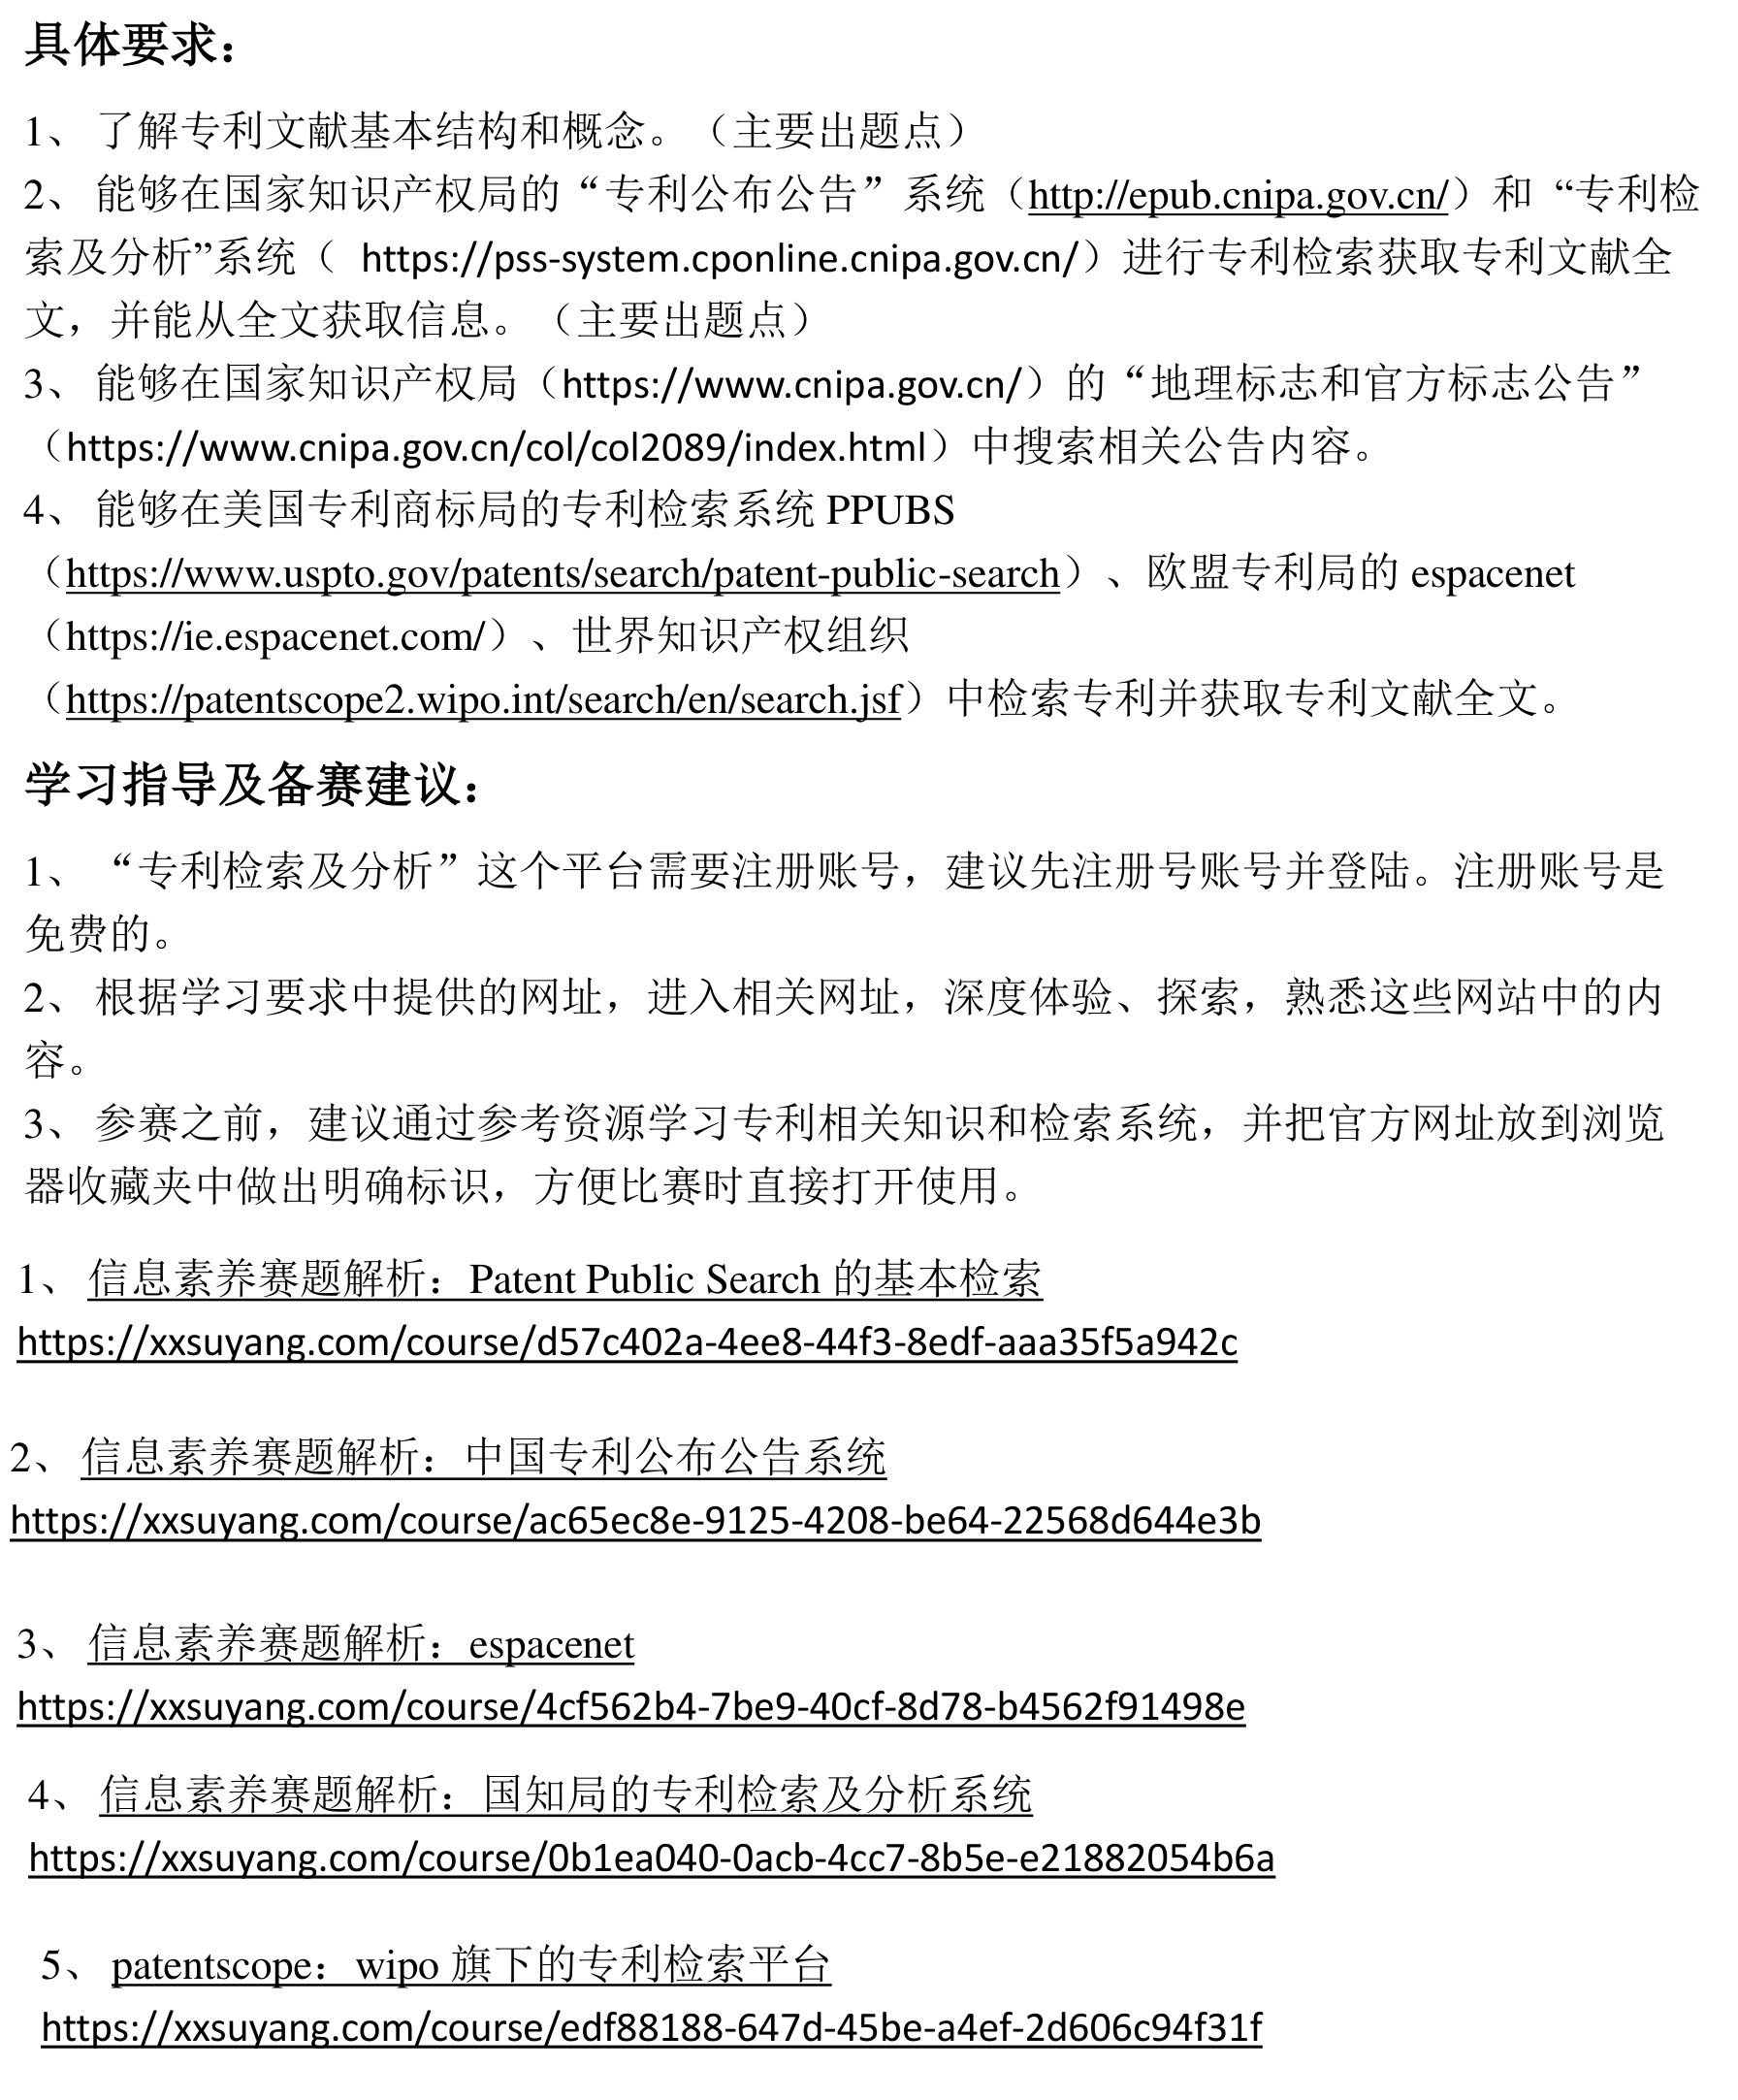 具体要求：
1、 了解专利文献基本结构和概念。（主要出题点）
2、 能够在国家知识产权局的“专利公布公告”系统（http://epub.cnipa.gov.cn/）和 “专利检
索及分析”系统（ https://pss-system.cponline.cnipa.gov.cn/）进行专利检索获取专利文献全
文，并能从全文获取信息。（主要出题点）
3、 能够在国家知识产权局（https://www.cnipa.gov.cn/）的“地理标志和官方标志公告”
（https://www.cnipa.gov.cn/col/col2089/index.html）中搜索相关公告内容。
4、 能够在美国专利商标局的专利检索系统 PPUBS
（https://www.uspto.gov/patents/search/patent-public-search）、欧盟专利局的 espacenet
（https://ie.espacenet.com/）、世界知识产权组织
（https://patentscope2.wipo.int/search/en/search.jsf）中检索专利并获取专利文献全文。
学习指导及备赛建议：
1、 “专利检索及分析”这个平台需要注册账号，建议先注册号账号并登陆。注册账号是
免费的。
2、 根据学习要求中提供的网址，进入相关网址，深度体验、探索，熟悉这些网站中的内
容。
3、 参赛之前，建议通过参考资源学习专利相关知识和检索系统，并把官方网址放到浏览
器收藏夹中做出明确标识，方便比赛时直接打开使用。
1、 信息素养赛题解析：Patent Public Search 的基本检索
https://xxsuyang.com/course/d57c402a-4ee8-44f3-8edf-aaa35f5a942c
2、 信息素养赛题解析：中国专利公布公告系统
https://xxsuyang.com/course/ac65ec8e-9125-4208-be64-22568d644e3b
3、 信息素养赛题解析：espacenet
https://xxsuyang.com/course/4cf562b4-7be9-40cf-8d78-b4562f91498e
4、 信息素养赛题解析：国知局的专利检索及分析系统
https://xxsuyang.com/course/0b1ea040-0acb-4cc7-8b5e-e21882054b6a
5、 patentscope：wipo 旗下的专利检索平台
https://xxsuyang.com/course/edf88188-647d-45be-a4ef-2d606c94f31f